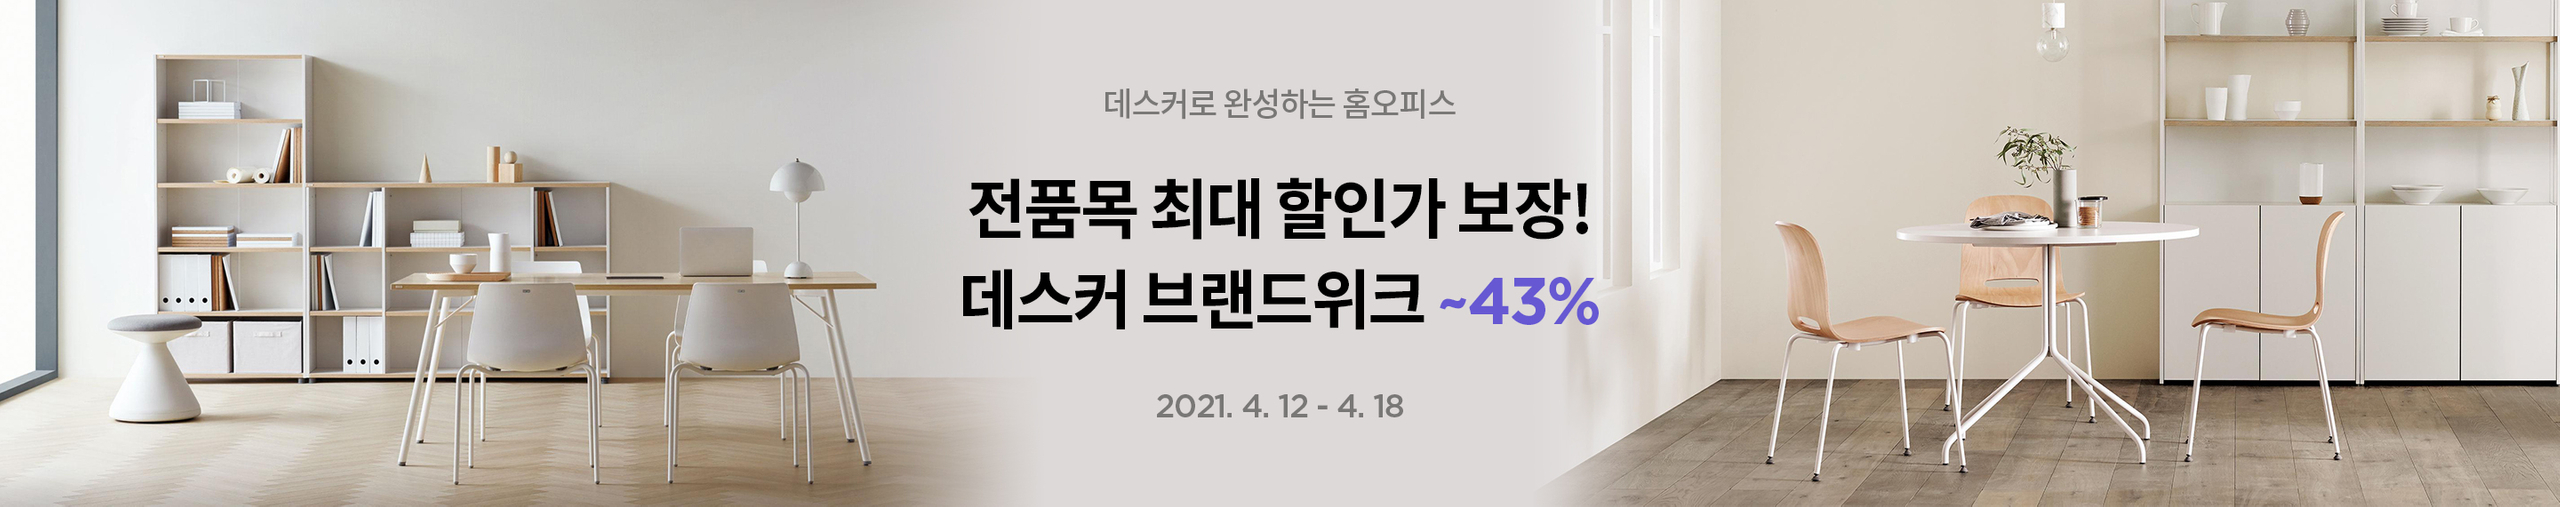 데스커로 완성하는 홈오피스
전품목 최대 할인가 보장!
데스커 브랜드위크 ~43%
2021. 4. 12 - 4. 18